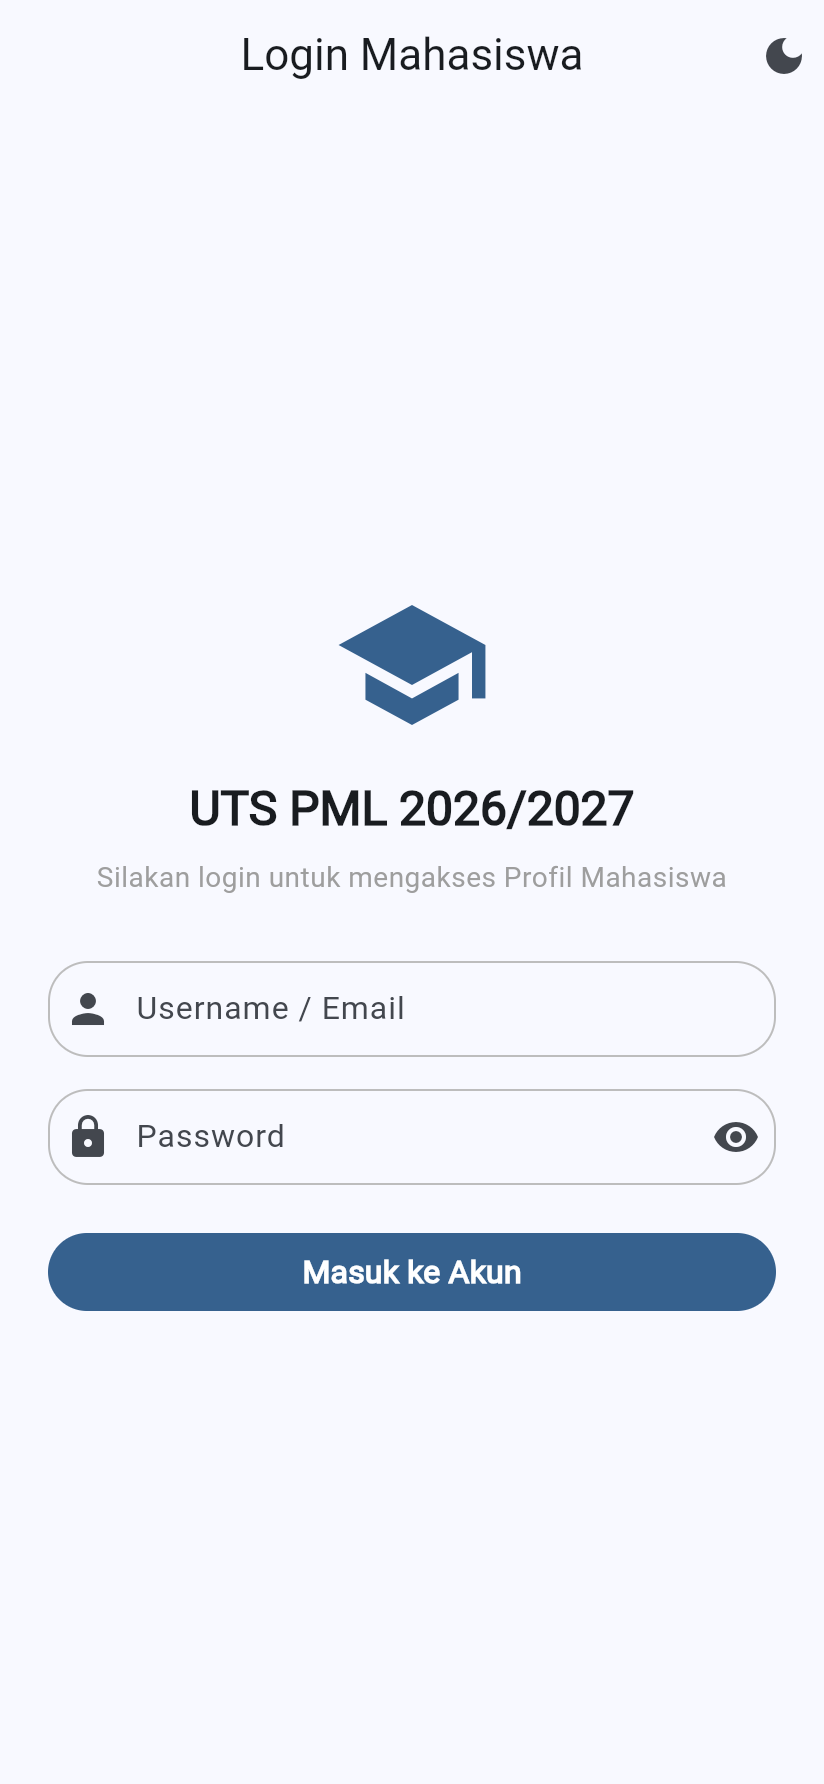 Login Mahasiswa
UTS PML 2026/2027
Silakan login untuk mengakses Profil Mahasiswa
Username / Email
Password
Masuk ke Akun